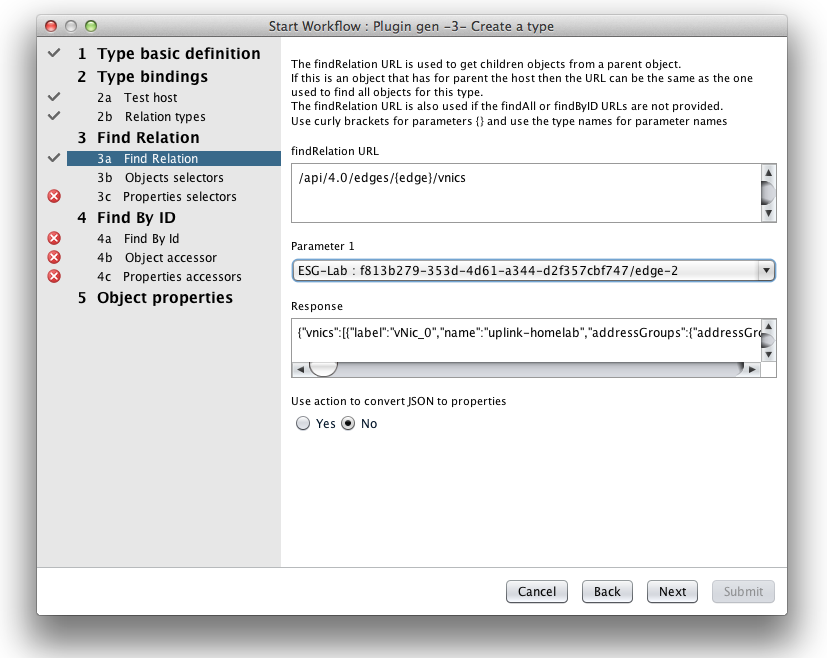 Start Workflow : Plugin gen -3- Create a type
1 Type basic definition
2 Type bindings
2a Test host
2b Relation types
3 Find Relation
3a Find Relation
3b Objects selectors
3c Properties selectors
4 Find By ID
4a Find By Id
4b Object accessor
4c Properties accessors
5 Object properties
The findRelation URL is used to get children objects from a parent object.
If this is an object that has for parent the host then the URL can be the same as the one
used to find all objects for this type.
The findRelation URL is also used if the findAll or findByID URLs are not provided.
Use curly brackets for parameters {} and use the type names for parameter names
findRelation URL
/api/4.0/edges/{edge}/vnics
Parameter 1
ESG-Lab : f813b279-353d-4d61-a344-d2f357cbf747/edge-2
Response
{"vnics":[{"label":"vNic_0","name":"uplink-homelab","addressGroups":{"addressGro
Use action to convert JSON to properties
Yes No
Cancel Back Next Submit